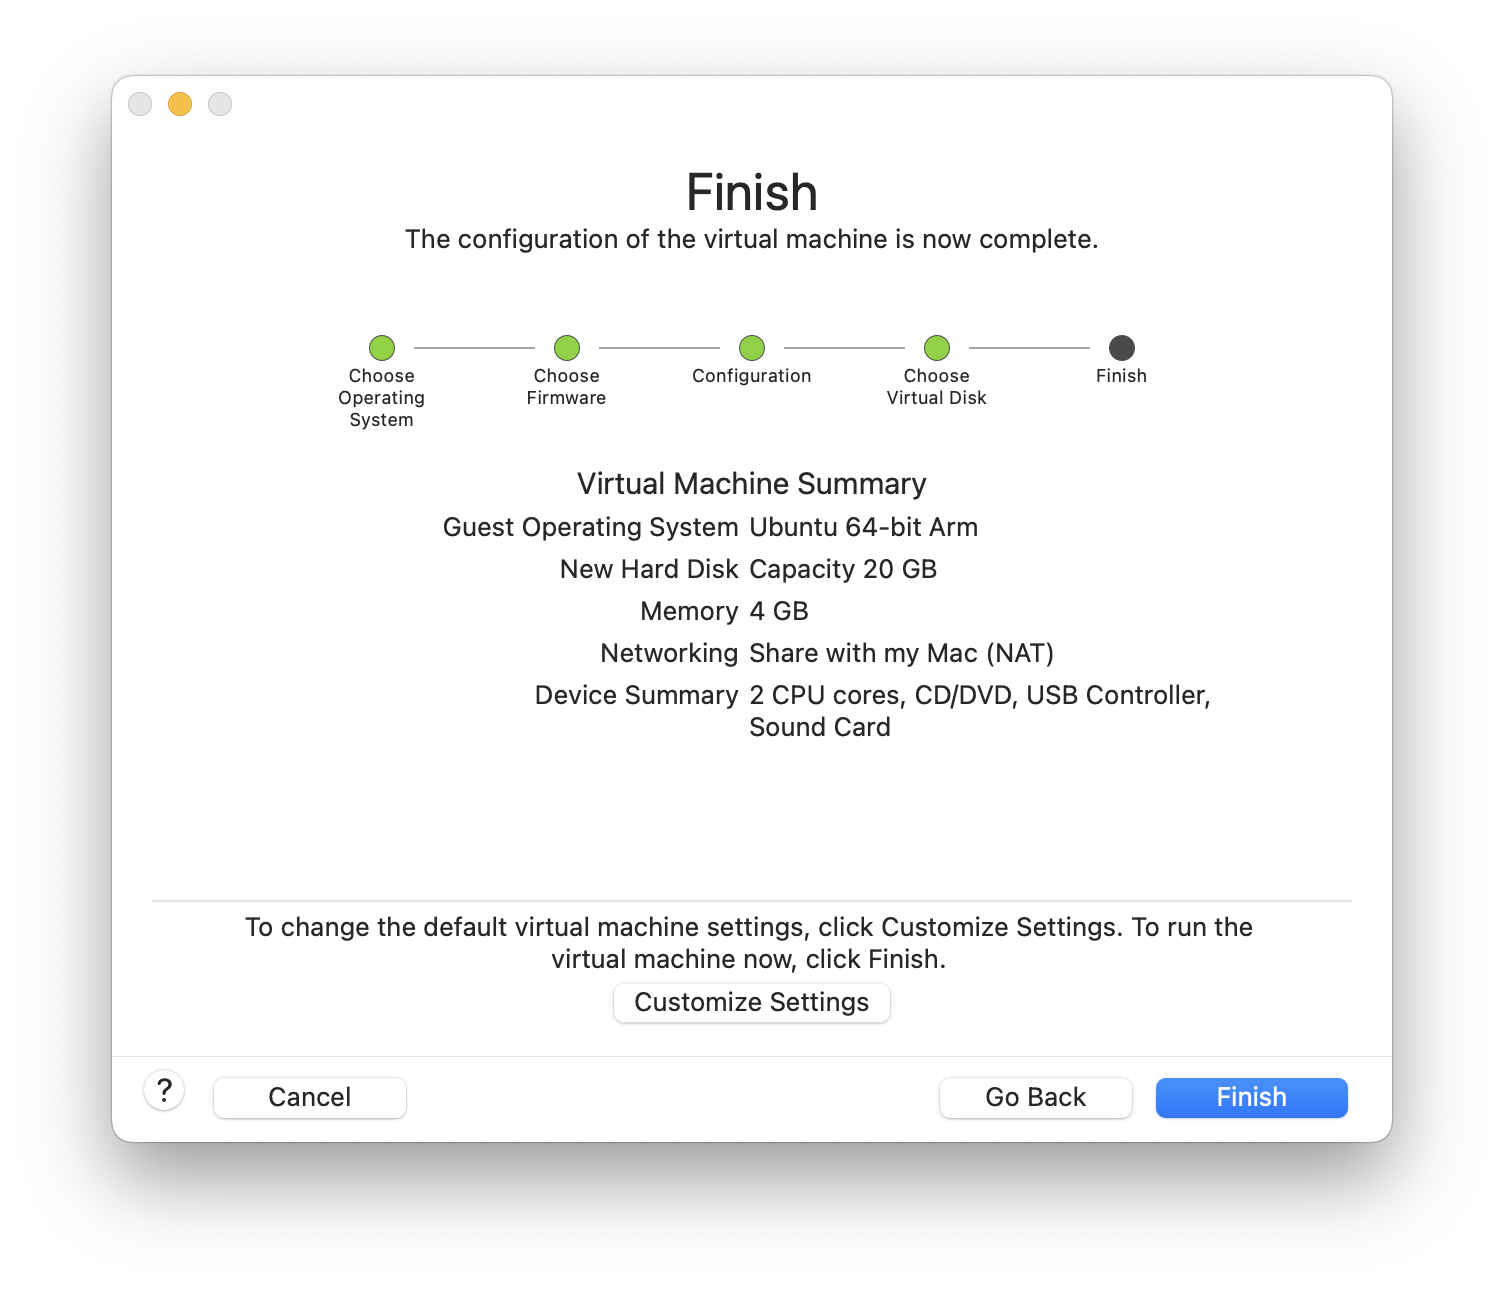 Finish
The configuration of the virtual machine is now complete.
Choose
Operating
System
Choose
Firmware
Configuration
Choose
Virtual Disk
Finish
Virtual Machine Summary
Guest Operating System Ubuntu 64-bit Arm
New Hard Disk Capacity 20 GB
Memory 4 GB
Networking Share with my Mac (NAT)
Device Summary 2 CPU cores, CD/DVD, USB Controller,
Sound Card
To change the default virtual machine settings, click Customize Settings. To run the
virtual machine now, click Finish.
Customize Settings
? Cancel Go Back Finish